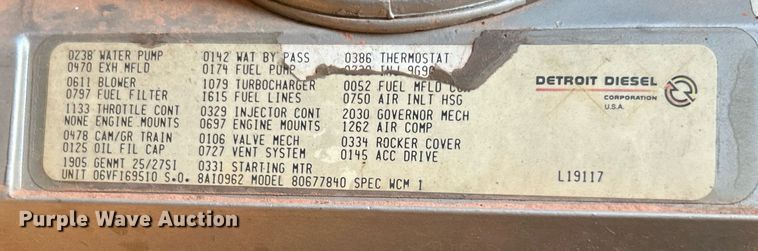 0238 WATER PUMP 0142 WAT BY PASS 0386 THERMOSTAT
0470 EXH MFLD 0174 FUEL PUMP INJ
0611 BLOWER 1079 TURBOCHARGER 0052 FUEL MFLD
0797 FUEL FILTER 1615 FUEL LINES 0750 AIR INLT HSG
1133 THROTTLE CONT 0329 INJECTOR CONT 2030 GOVERNOR MECH
NONE ENGINE MOUNTS 0697 ENGINE MOUNTS 1262 AIR COMP
0478 CAM/GR TRAIN 0106 VALVE MECH 0334 ROCKER COVER
0125 OIL FIL CAP 0727 VENT SYSTEM 0145 ACC DRIVE
1905 GENMT 25/27SI 0331 STARTING MTR
UNIT 06VF169510 S.O. 8A10962 MODEL 80677840 SPEC WCM 1
DETROIT DIESEL
CORPORATION
U.S.A.
L19117
Purple Wave Auction